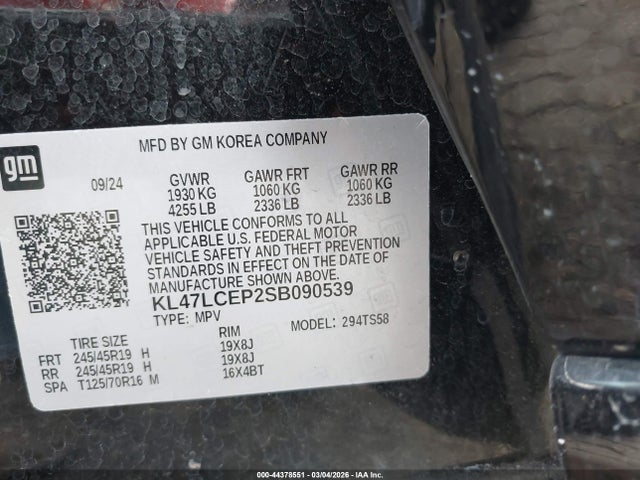 MFD BY GM KOREA COMPANY
gm
09/24
GVWR GAWR FRT GAWR RR
1930 KG 1060 KG 1060 KG
4255 LB 2336 LB 2336 LB
THIS VEHICLE CONFORMS TO ALL
APPLICABLE U.S. FEDERAL MOTOR
VEHICLE SAFETY AND THEFT PREVENTION
STANDARDS IN EFFECT ON THE DATE OF
MANUFACTURE SHOWN ABOVE.
KL47LCEP2SB090539
TYPE: MPV MODEL: 294TS58
TIRE SIZE RIM
FRT 245/45R19 H 19X8J
RR 245/45R19 H 19X8J
SPA T125/70R16 M 16X4BT
000-44378551 - 03/04/2026 - IAA Inc.